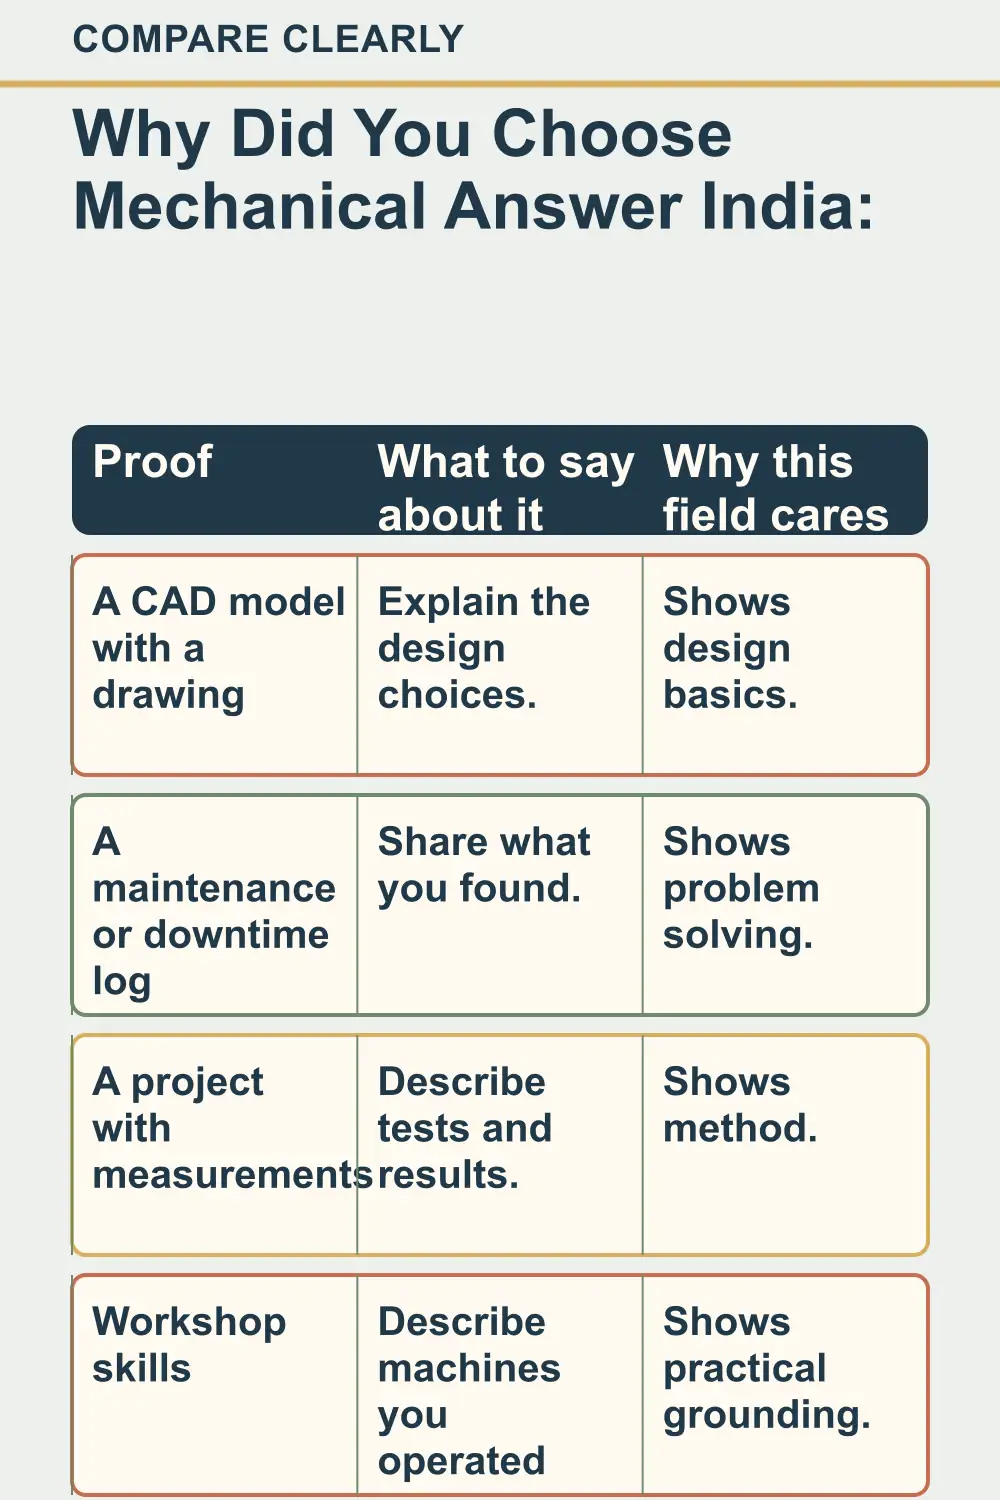 COMPARE CLEARLY
Why Did You Choose
Mechanical Answer India:
Proof
What to say
about it
Why this
field cares
A CAD model
with a
drawing
Explain the
design
choices.
Shows
design
basics.
A
maintenance
or downtime
log
Share what
you found.
Shows
problem
solving.
A project
with
measurements
Describe
tests and
results.
Shows
method.
Workshop
skills
Describe
machines
you
operated
Shows
practical
grounding.